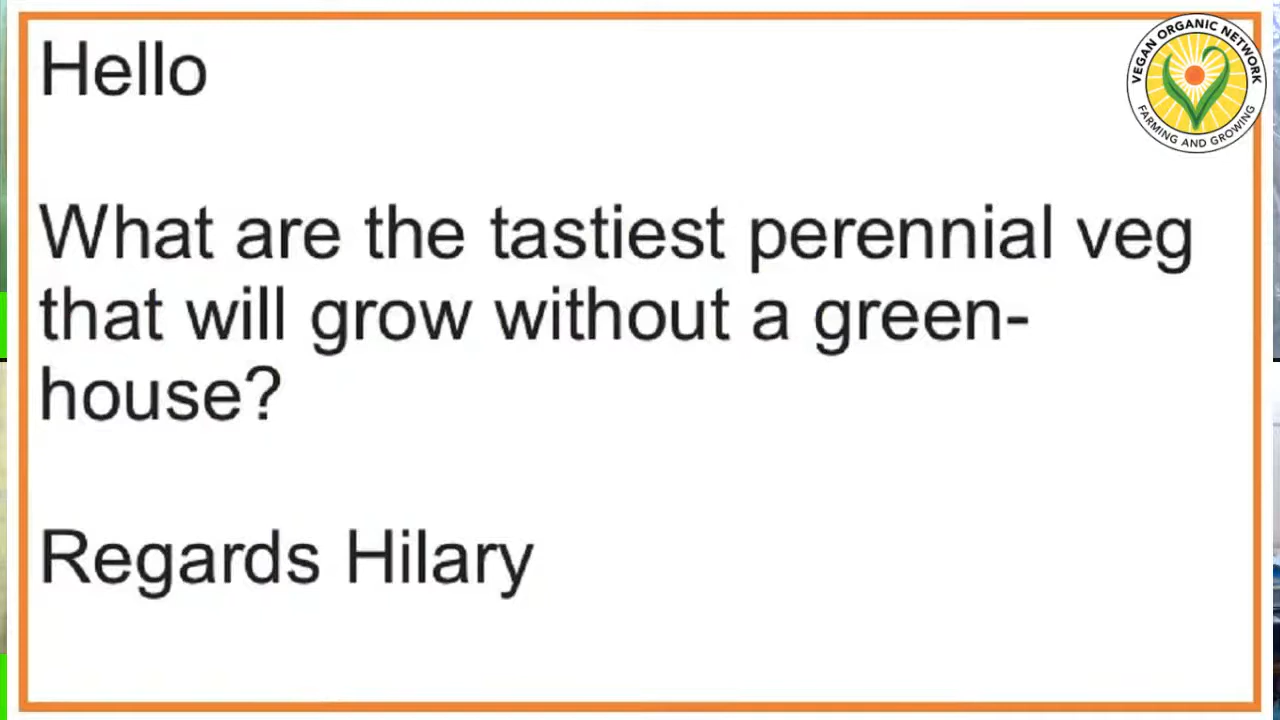 Hello
What are the tastiest perennial veg
that will grow without a green-
house?
Regards Hilary
VEGAN ORGANIC NETWORK
FARMING AND GROWING